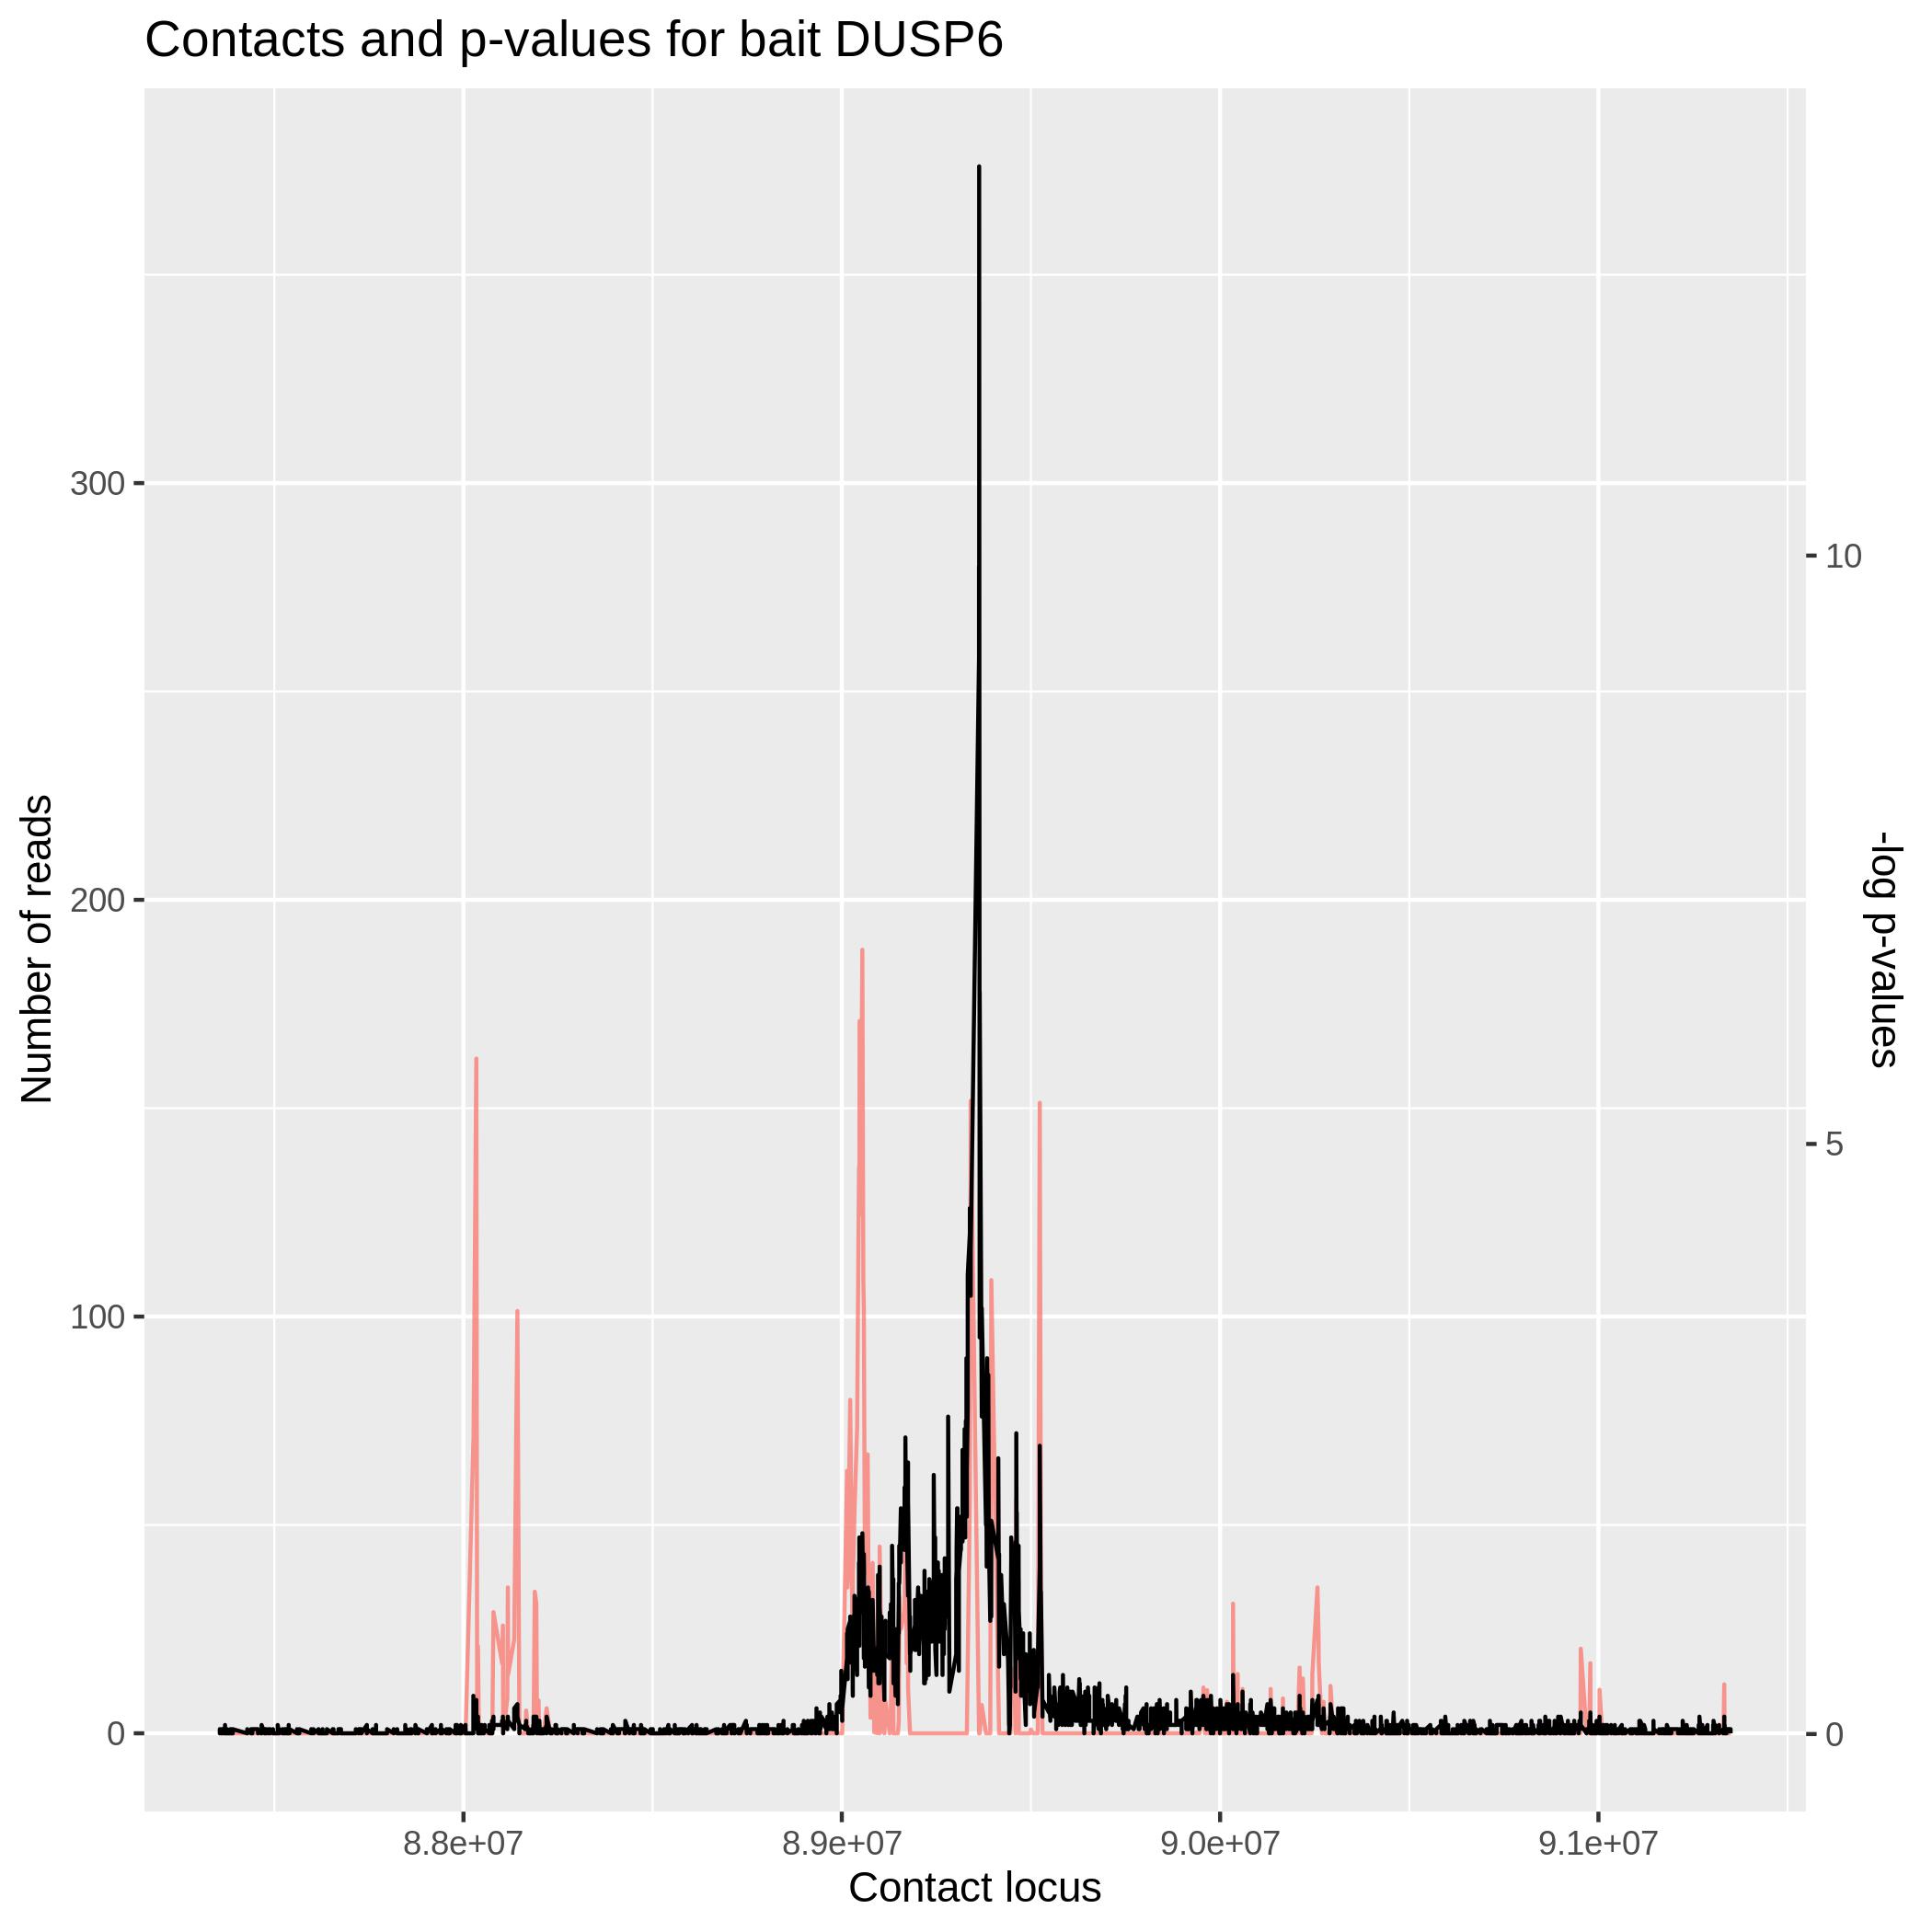 Contacts and p-values for bait DUSP6
Number of reads
300
200
100
0
10
5
0
-log p-values
8.8e+07
8.9e+07
9.0e+07
9.1e+07
Contact locus